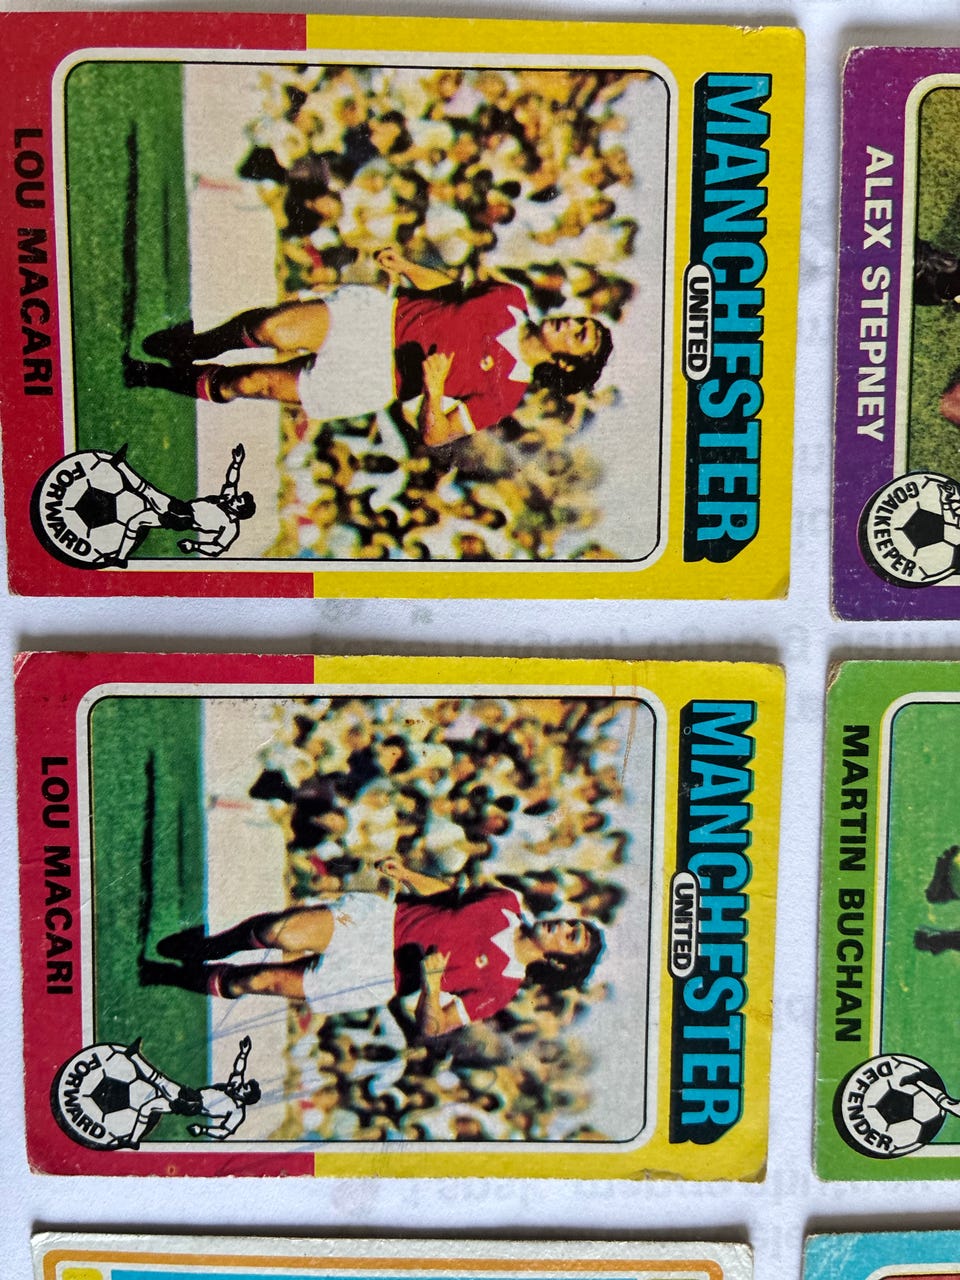 MANCHESTER
UNITED
LOU MACARI
FORWARD
ALEX STEPNEY
GOALKEEPER
MANCHESTER
UNITED
LOU MACARI
FORWARD
MARTIN BUCHAN
DEFENDER